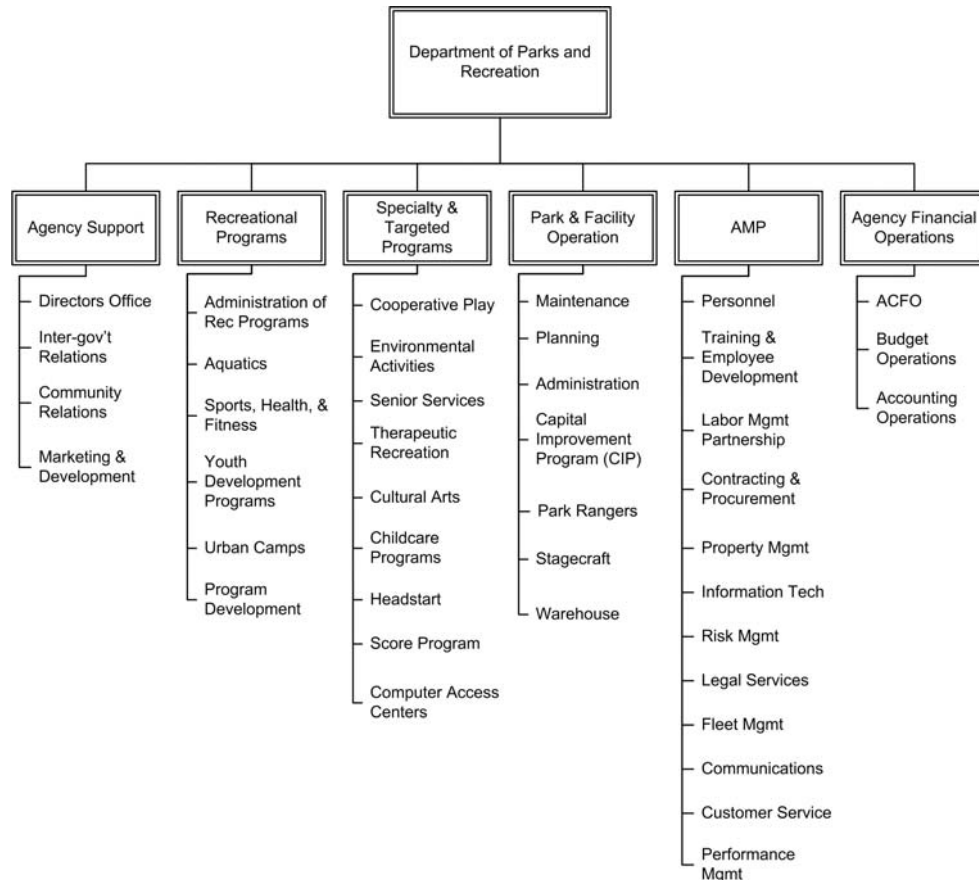 Department of Parks and
Recreation
Agency Support
Recreational
Programs
Specialty &
Targeted
Programs
Park & Facility
Operation
AMP
Agency Financial
Operations
Directors Office
Inter-gov't
Relations
Community
Relations
Marketing &
Development
Administration of
Rec Programs
Aquatics
Sports, Health, &
Fitness
Youth
Development
Programs
Urban Camps
Program
Development
Cooperative Play
Environmental
Activities
Senior Services
Therapeutic
Recreation
Cultural Arts
Childcare
Programs
Headstart
Score Program
Computer Access
Centers
Maintenance
Planning
Administration
Capital
Improvement
Program (CIP)
Park Rangers
Stagecraft
Warehouse
Personnel
Training &
Employee
Development
Labor Mgmt
Partnership
Contracting &
Procurement
Property Mgmt
Information Tech
Risk Mgmt
Legal Services
Fleet Mgmt
Communications
Customer Service
Performance
Mgmt
ACFO
Budget
Operations
Accounting
Operations